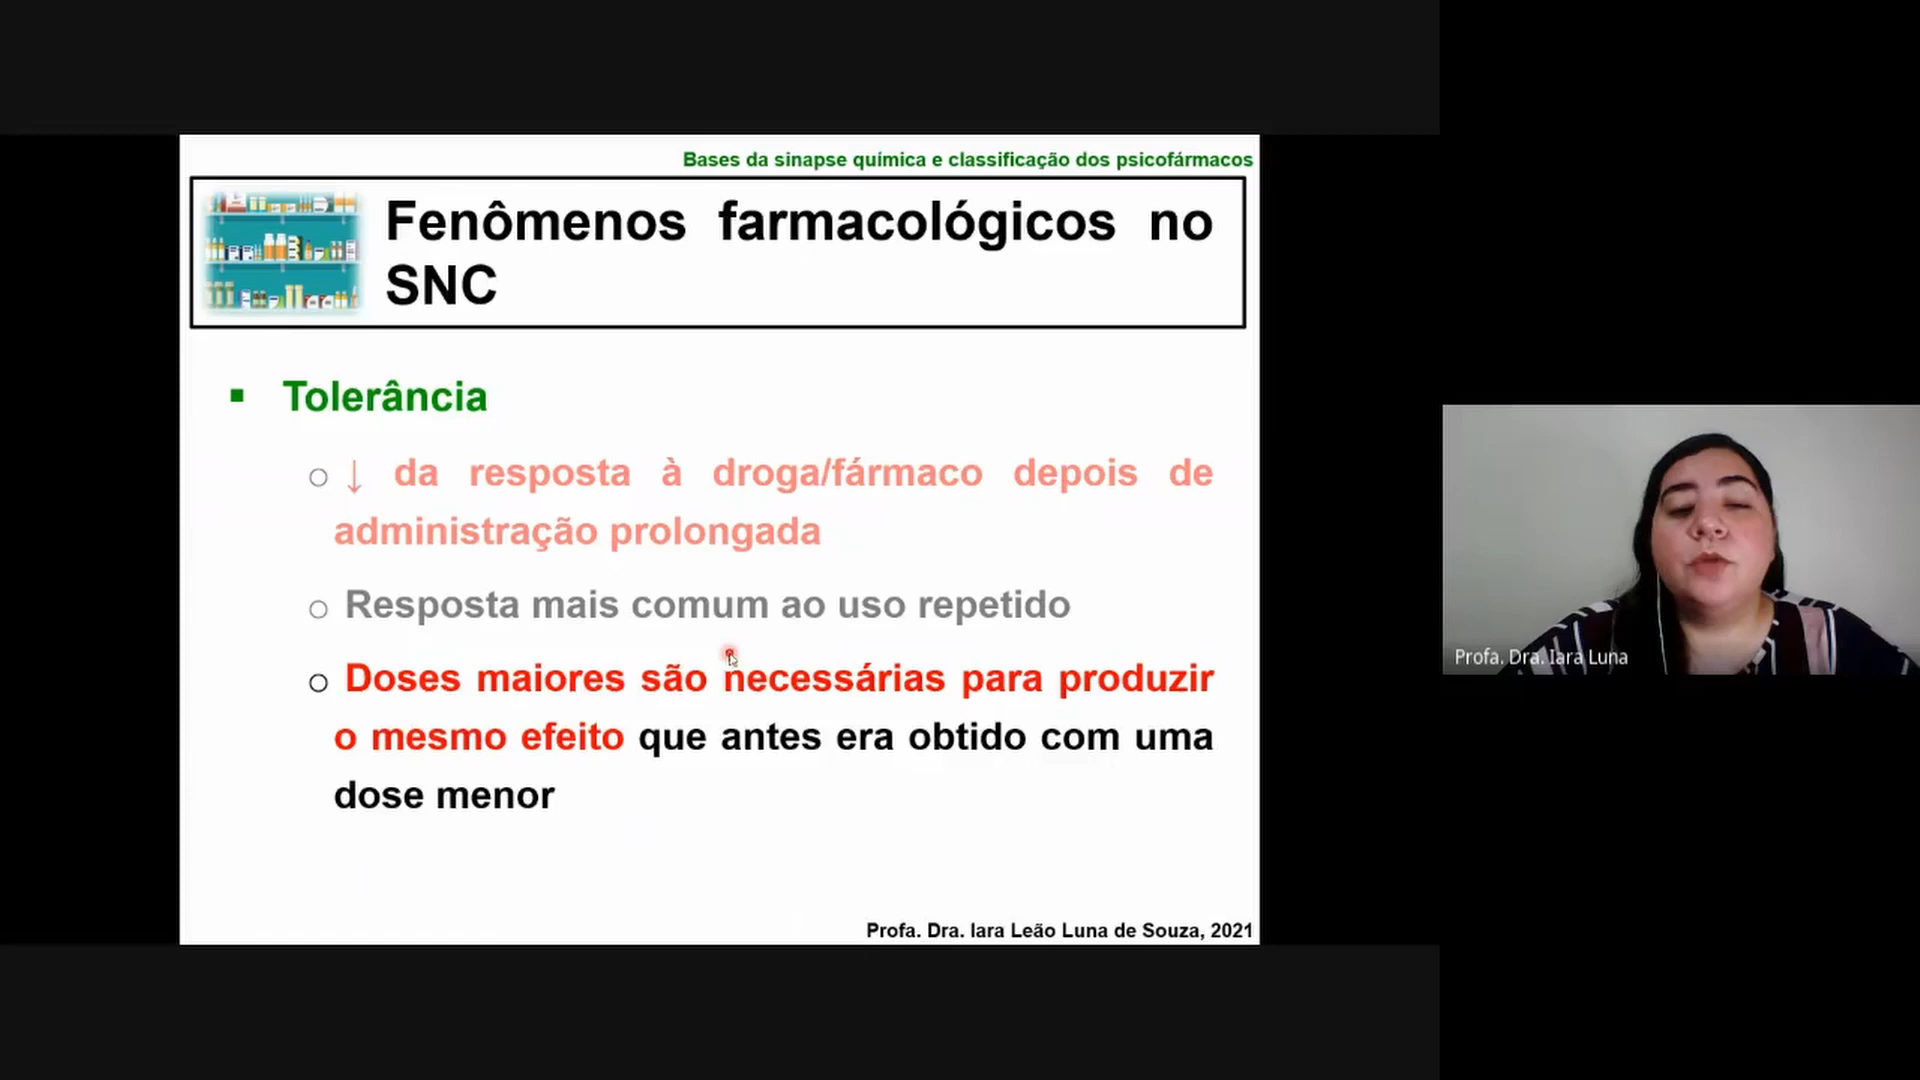 Bases da sinapse química e classificação dos psicofármacos
Fenômenos farmacológicos no
SNC
▪ Tolerância
○ ↓ da resposta à droga/fármaco depois de
administração prolongada
○ Resposta mais comum ao uso repetido
○ Doses maiores são necessárias para produzir
o mesmo efeito que antes era obtido com uma
dose menor
Profa. Dra. Iara Leão Luna de Souza, 2021
Profa. Dra. Iara Luna